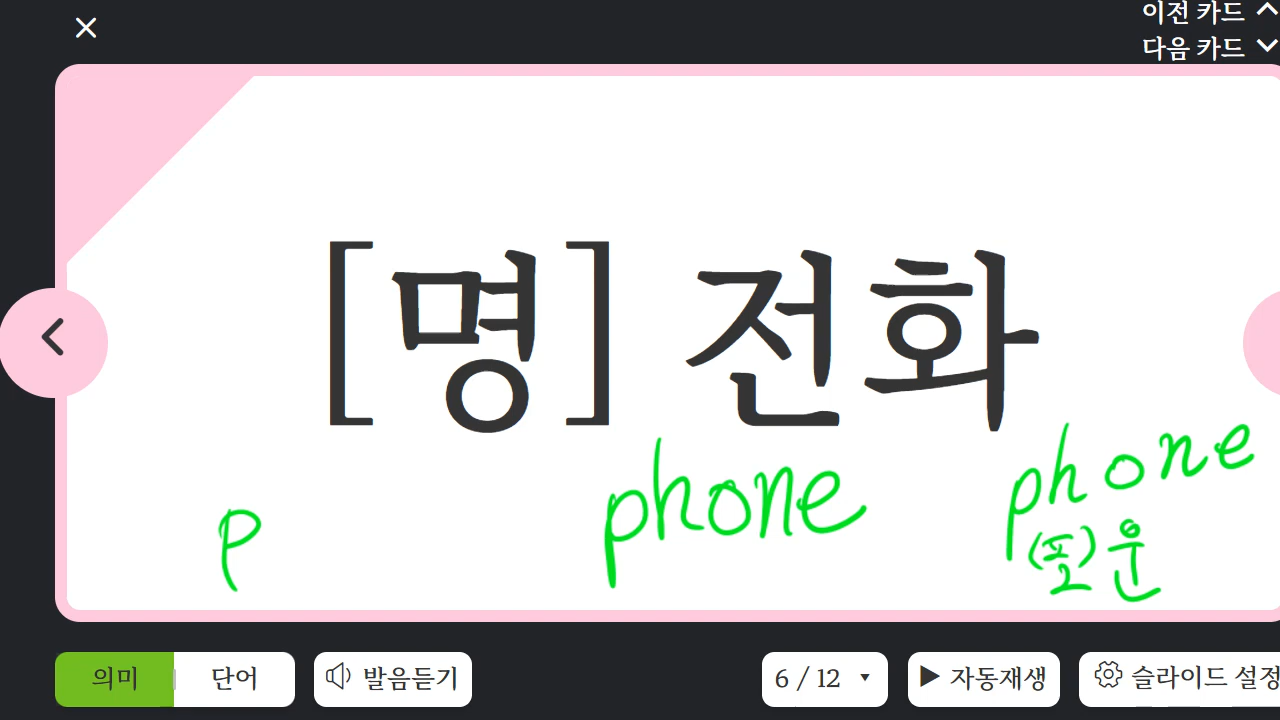 이전 카드
다음 카드
[명] 전화
p phone phone
운
의미 단어 발음듣기 6 / 12 자동재생 슬라이드 설정